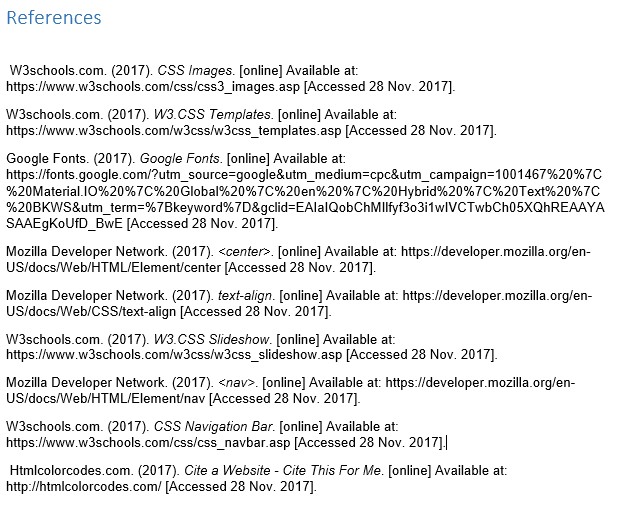 References
W3schools.com. (2017). CSS Images. [online] Available at:
https://www.w3schools.com/css/css3_images.asp [Accessed 28 Nov. 2017].
W3schools.com. (2017). W3.CSS Templates. [online] Available at:
https://www.w3schools.com/w3css/w3css_templates.asp [Accessed 28 Nov. 2017].
Google Fonts. (2017). Google Fonts. [online] Available at:
https://fonts.google.com/?utm_source=google&utm_medium=cpc&utm_campaign=1001467%20%7C
%20Material.IO%20%7C%20Global%20%7C%20en%20%7C%20Hybrid%20%7C%20Text%20%7C
%20BKWS&utm_term=%7Bkeyword%7D&gclid=EAIaIQobChMIlfyf3o3i1wIVCTwbCh05XQhREAAYA
SAAEgKoUfD_BwE [Accessed 28 Nov. 2017].
Mozilla Developer Network. (2017). <center>. [online] Available at: https://developer.mozilla.org/en-
US/docs/Web/HTML/Element/center [Accessed 28 Nov. 2017].
Mozilla Developer Network. (2017). text-align. [online] Available at: https://developer.mozilla.org/en-
US/docs/Web/CSS/text-align [Accessed 28 Nov. 2017].
W3schools.com. (2017). W3.CSS Slideshow. [online] Available at:
https://www.w3schools.com/w3css/w3css_slideshow.asp [Accessed 28 Nov. 2017].
Mozilla Developer Network. (2017). <nav>. [online] Available at: https://developer.mozilla.org/en-
US/docs/Web/HTML/Element/nav [Accessed 28 Nov. 2017].
W3schools.com. (2017). CSS Navigation Bar. [online] Available at:
https://www.w3schools.com/css/css_navbar.asp [Accessed 28 Nov. 2017].
Htmlcolorcodes.com. (2017). Cite a Website - Cite This For Me. [online] Available at:
http://htmlcolorcodes.com/ [Accessed 28 Nov. 2017].